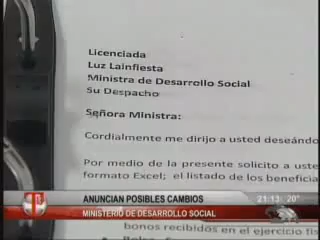 Licenciada
Luz Lainfiesta
Ministra de Desarrollo Social
Su Despacho
Señora Ministra:
Cordialmente me dirijo a usted deseánd
Por medio de la presente solicito a uste
formato Excel; el listado de los beneficia
ANUNCIAN POSIBLES CAMBIOS
21:13 20°
MINISTERIO DE DESARROLLO SOCIAL
bonos recibidos en el ejercicio fis